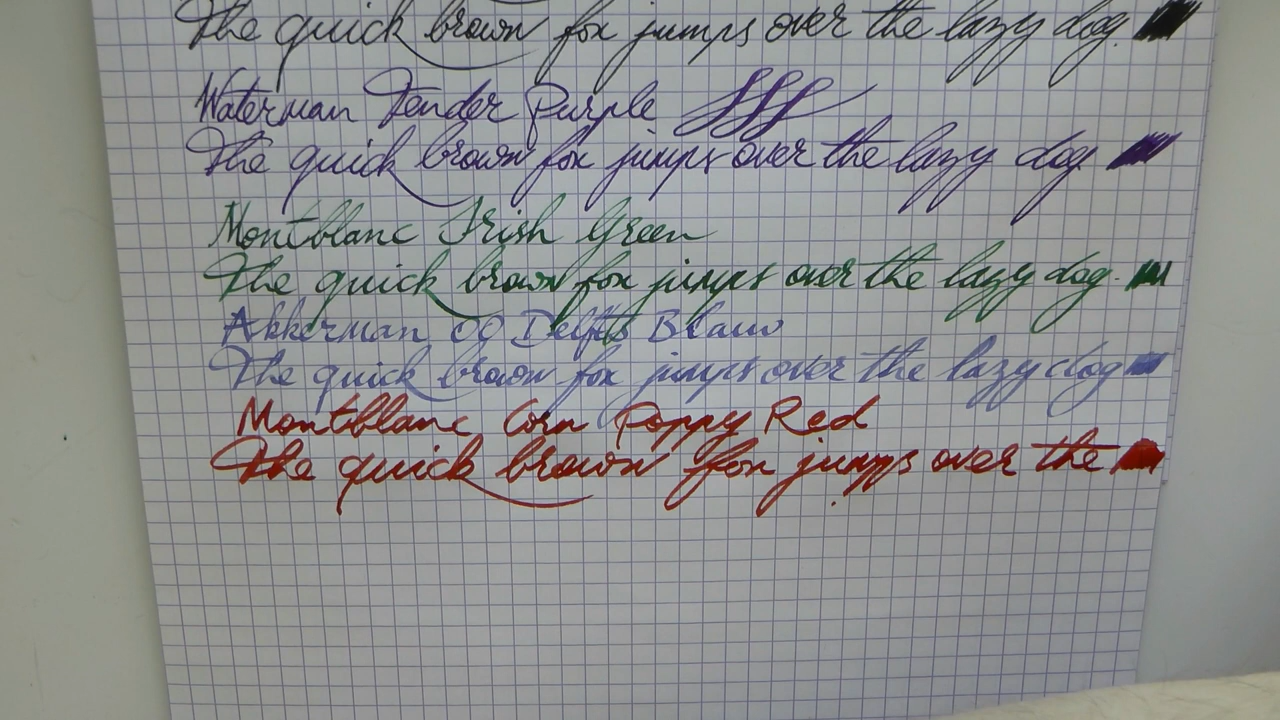 The quick brown fox jumps over the lazy dog.
Waterman Tender Purple
The quick brown fox jumps over the lazy dog
Montblanc Irish Green
The quick brown fox jumps over the lazy dog.
Akkerman 09 Delfts Blauw
The quick brown fox jumps over the lazy dog
Montblanc Corn Poppy Red
The quick brown fox jumps over the